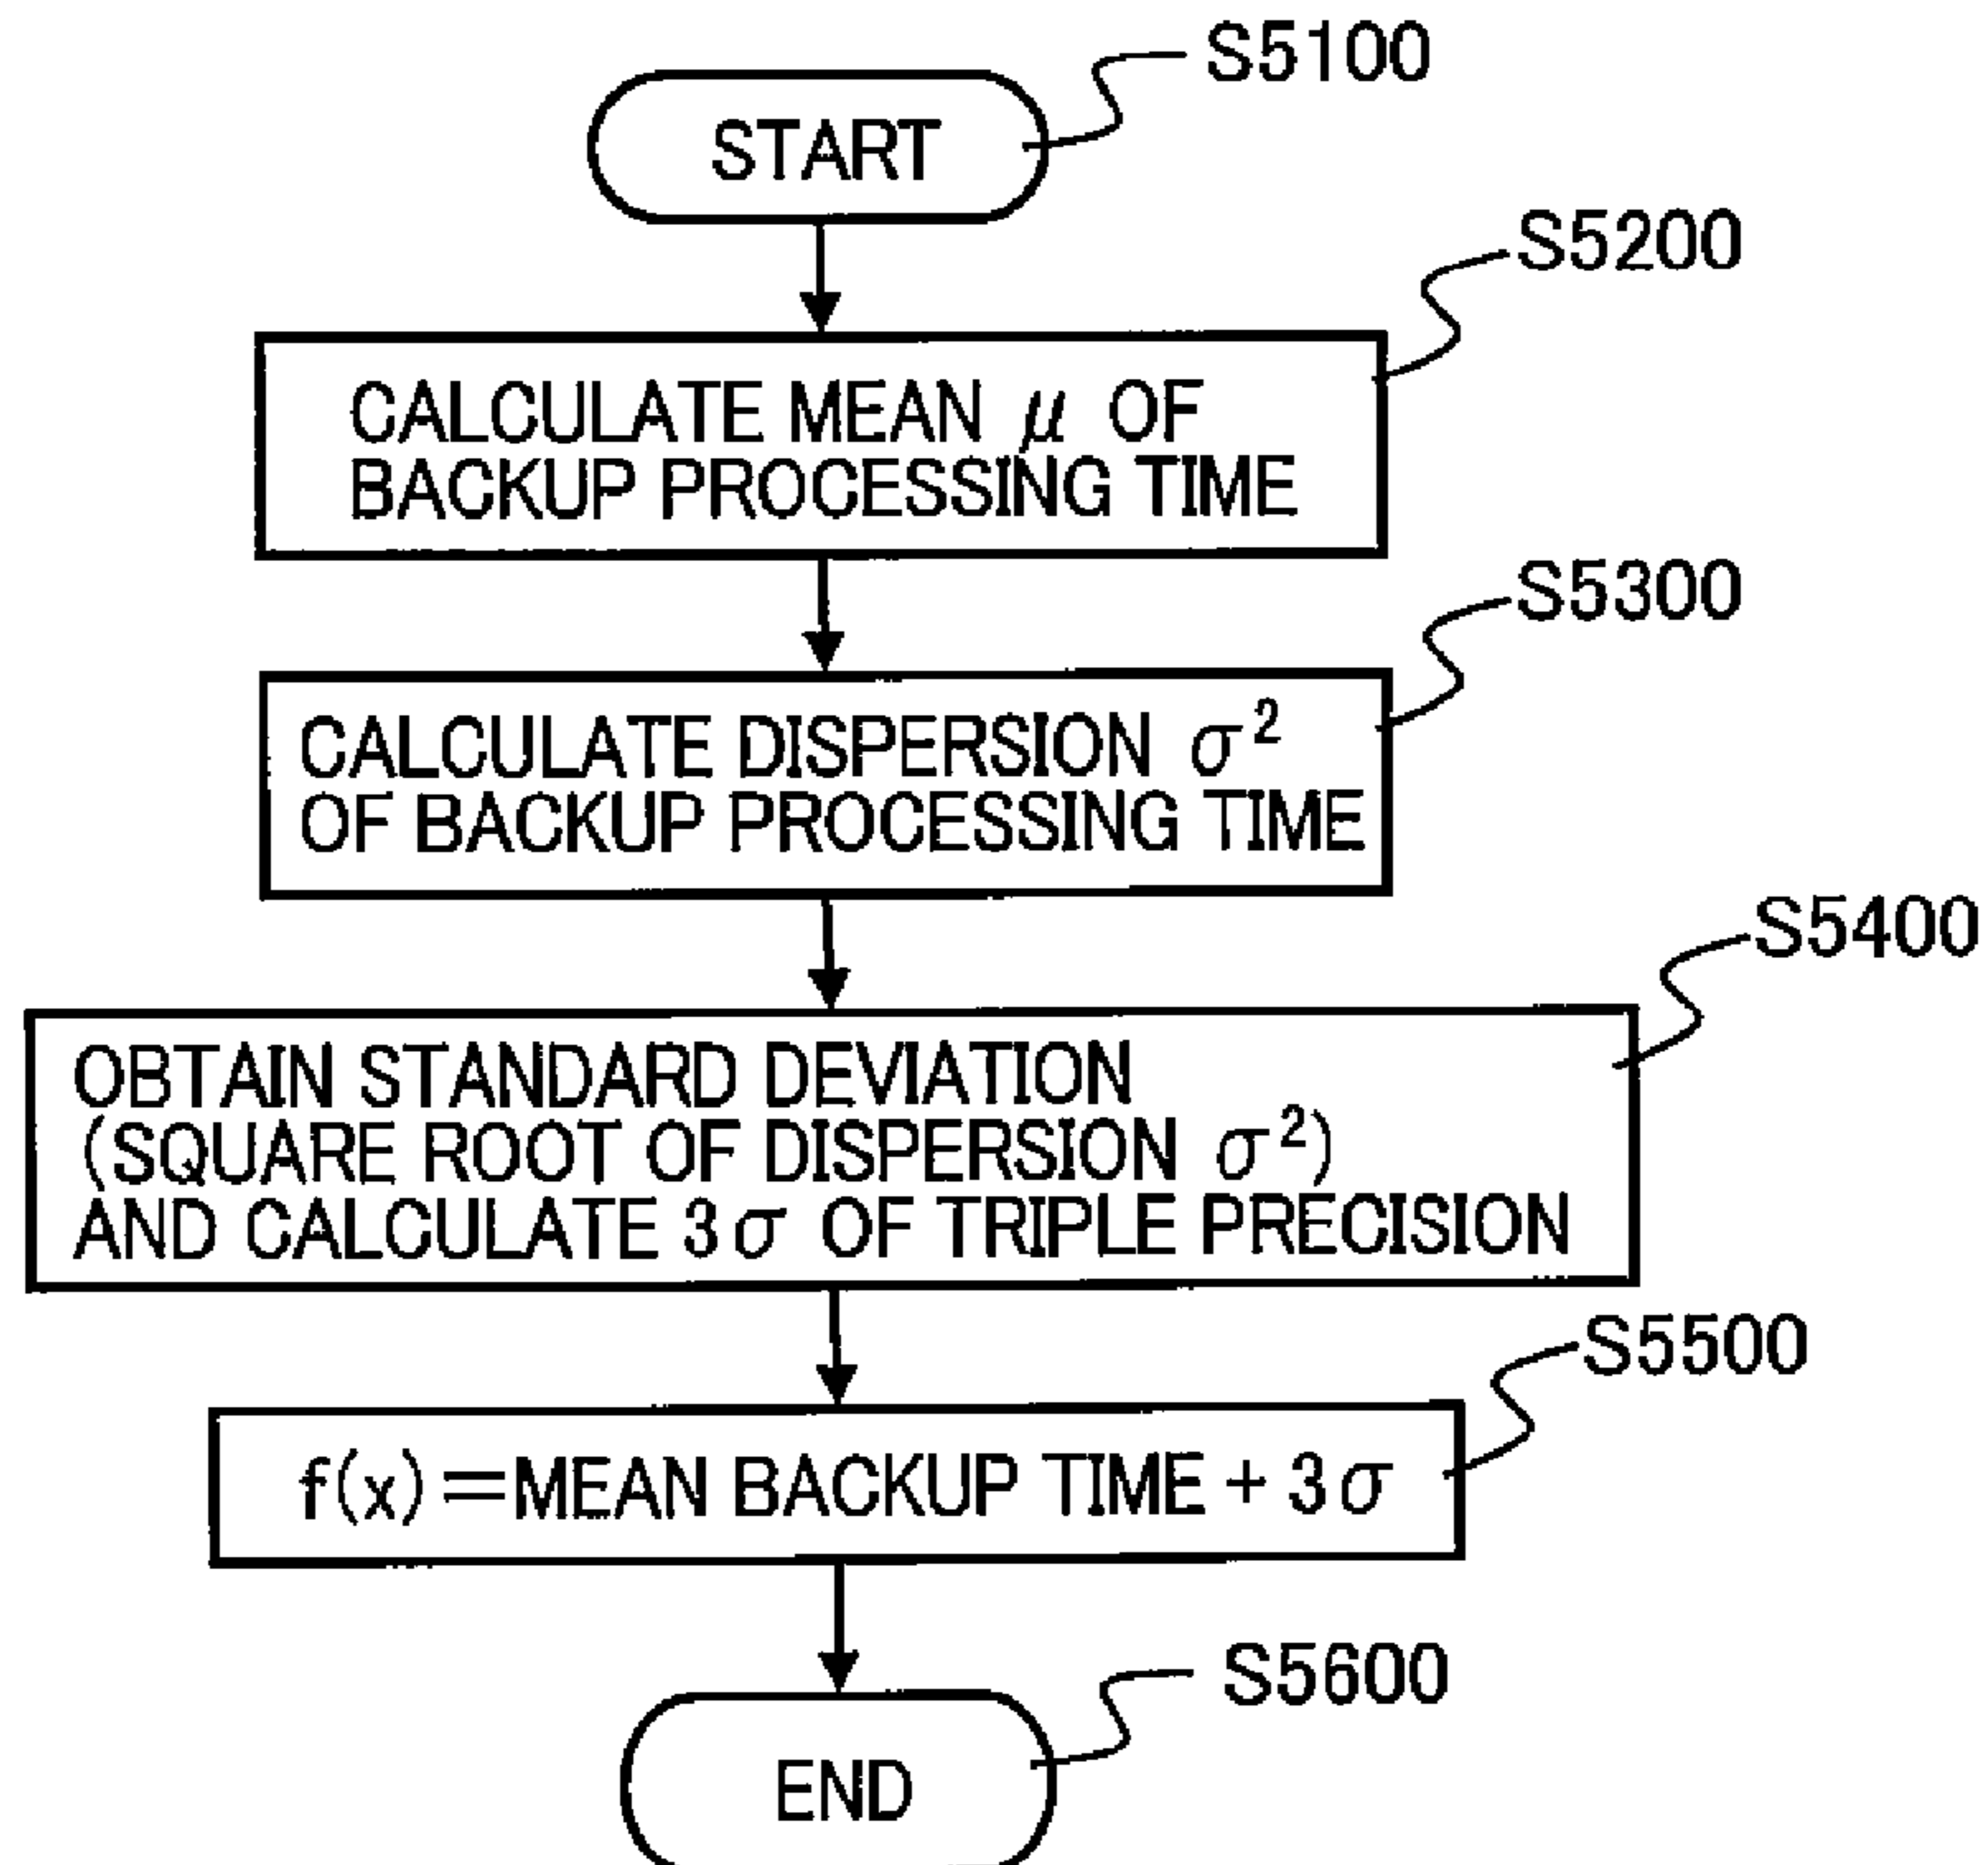 S5100
START
S5200
CALCULATE MEAN μ OF
BACKUP PROCESSING TIME
S5300
CALCULATE DISPERSION σ²
OF BACKUP PROCESSING TIME
S5400
OBTAIN STANDARD DEVIATION
(SQUARE ROOT OF DISPERSION σ²)
AND CALCULATE 3σ OF TRIPLE PRECISION
S5500
f(x)=MEAN BACKUP TIME + 3σ
S5600
END